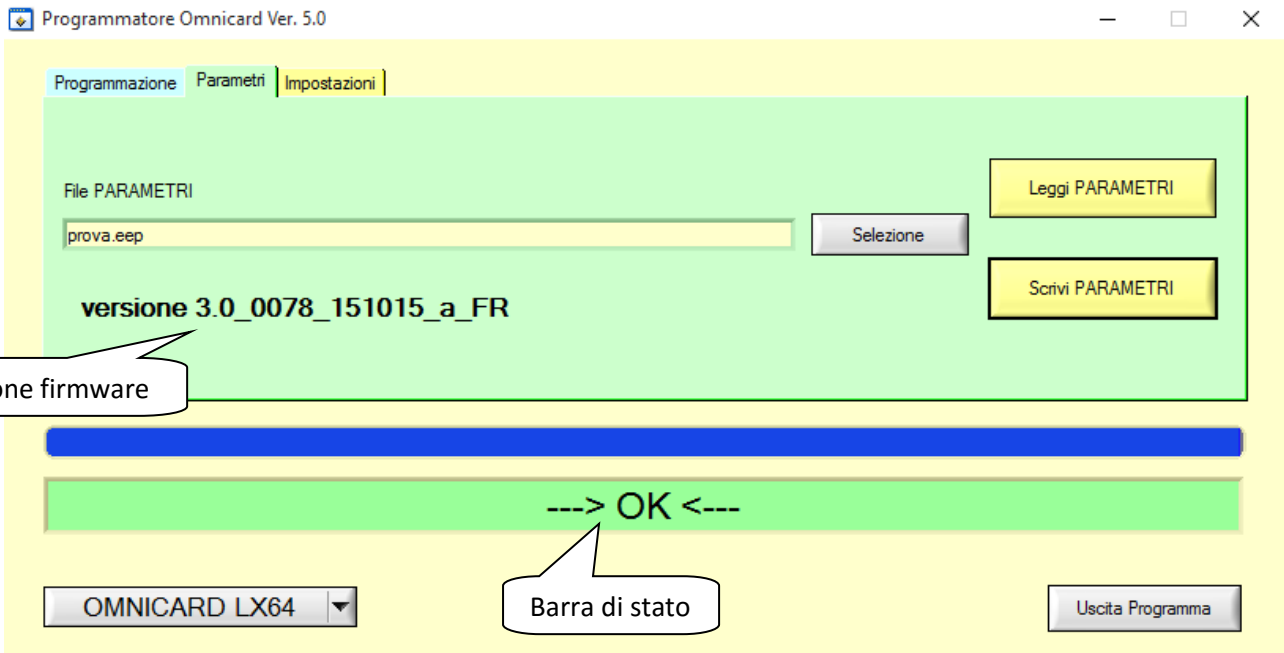 Programmatore Omnicard Ver. 5.0
Programmazione Parametri Impostazioni
File PARAMETRI
Leggi PARAMETRI
prova.eep
Selezione
Scrivi PARAMETRI
versione 3.0_0078_151015_a_FR
firmware
---> OK <---
OMNICARD LX64
Barra di stato
Uscita Programma